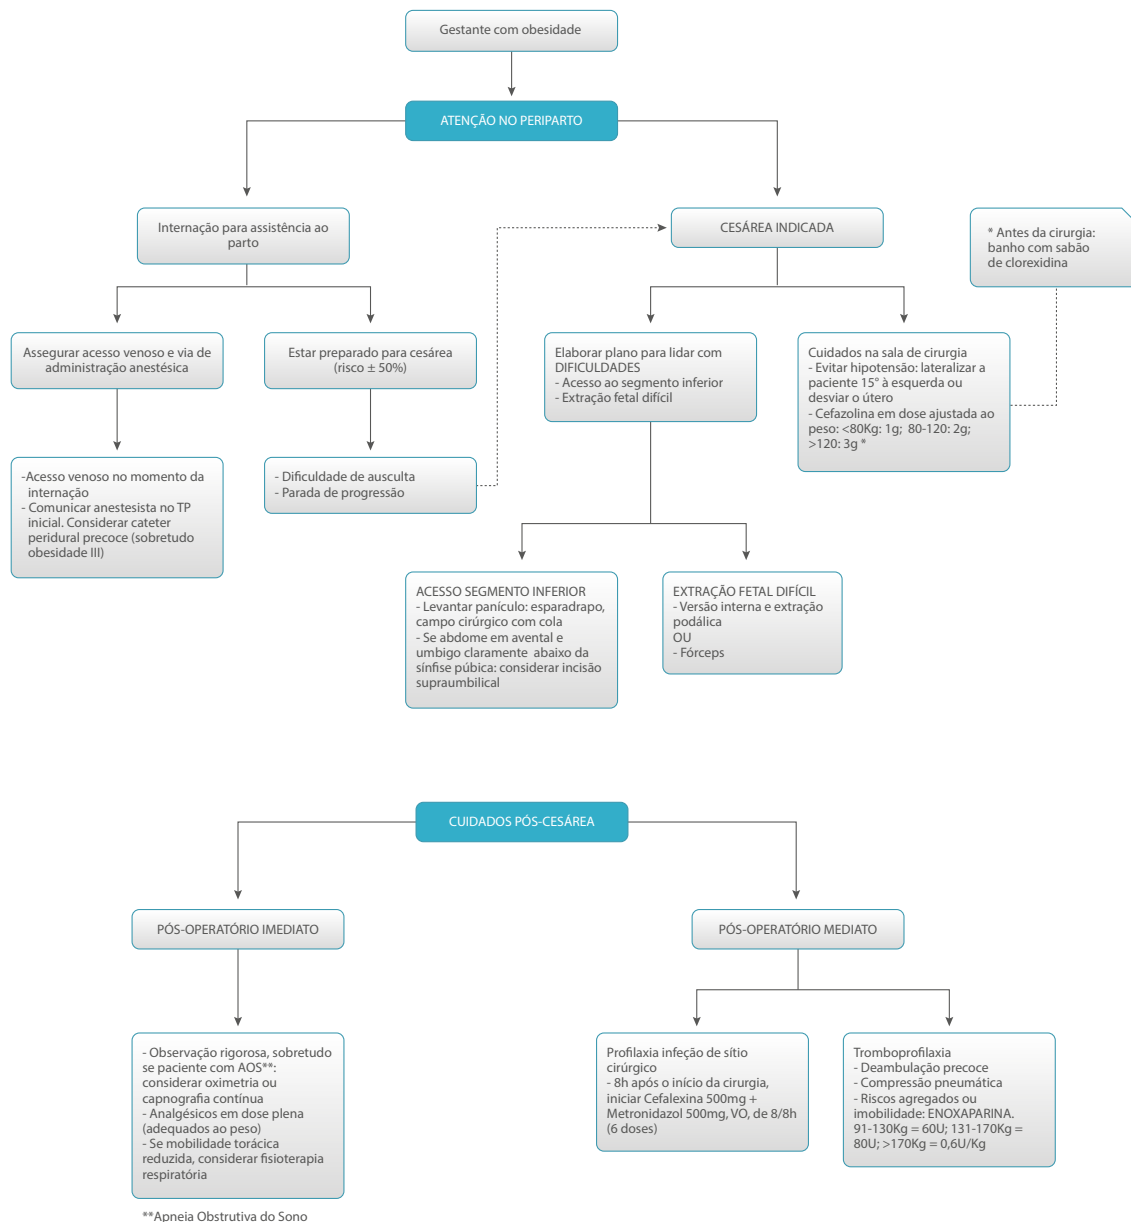 Gestante com obesidade
ATENÇÃO NO PERIPARTO
Internação para assistência ao
parto
CESÁREA INDICADA
* Antes da cirurgia:
banho com sabão
de clorexidina
Assegurar acesso venoso e via de
administração anestésica
Estar preparado para cesárea
(risco ± 50%)
Elaborar plano para lidar com
DIFICULDADES
- Acesso ao segmento inferior
- Extração fetal difícil
Cuidados na sala de cirurgia
- Evitar hipotensão: lateralizar a
paciente 15° à esquerda ou
desviar o útero
- Cefazolina em dose ajustada ao
peso: <80Kg: 1g; 80-120: 2g;
>120: 3g *
-Acesso venoso no momento da
internação
- Comunicar anestesista no TP
inicial. Considerar cateter
peridural precoce (sobretudo
obesidade III)
- Dificuldade de ausculta
- Parada de progressão
ACESSO SEGMENTO INFERIOR
- Levantar panículo: esparadrapo,
campo cirúrgico com cola
- Se abdome em avental e
umbigo claramente abaixo da
sínfise púbica: considerar incisão
supraumbilical
EXTRAÇÃO FETAL DIFÍCIL
- Versão interna e extração
podálica
OU
- Fórceps
CUIDADOS PÓS-CESÁREA
PÓS-OPERATÓRIO IMEDIATO
PÓS-OPERATÓRIO MEDIATO
- Observação rigorosa, sobretudo
se paciente com AOS**:
considerar oximetria ou
capnografia contínua
- Analgésicos em dose plena
(adequados ao peso)
- Se mobilidade torácica
reduzida, considerar fisioterapia
respiratória
Profilaxia infeção de sítio
cirúrgico
- 8h após o início da cirurgia,
iniciar Cefalexina 500mg +
Metronidazol 500mg, VO, de 8/8h
(6 doses)
Tromboprofilaxia
- Deambulação precoce
- Compressão pneumática
- Riscos agregados ou
imobilidade: ENOXAPARINA.
91-130Kg = 60U; 131-170Kg =
80U; >170Kg = 0,6U/Kg
**Apneia Obstrutiva do Sono